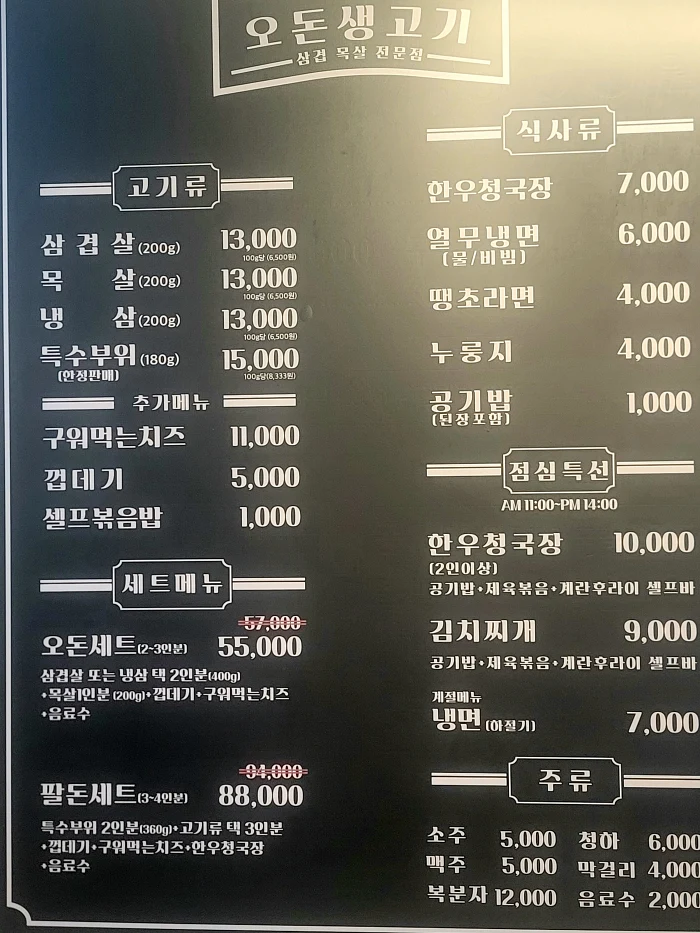 오돈생고기
삼겹 목살 전문점
고기류
삼겹살(200g) 13,000
100g당 (6,500원)
목살(200g) 13,000
100g당 (6,500원)
냉삼(200g) 13,000
100g당 (6,500원)
특수부위(180g) 15,000
(한정판매) 100g당(8,333원)
추가메뉴
구워먹는치즈 11,000
껍데기 5,000
셀프볶음밥 1,000
세트메뉴
57,000
오돈세트(2~3인분) 55,000
삼겹살 또는 냉삼 택 2인분(400g)
+목살1인분(200g)+껍데기+구워먹는치즈
+음료수
94,000
팔돈세트(3~4인분) 88,000
특수부위 2인분(360g)+고기류 택 3인분
+껍데기+구워먹는치즈+한우청국장
+음료수
식사류
한우청국장 7,000
열무냉면 6,000
(물/비빔)
땡초라면 4,000
누룽지 4,000
공기밥 1,000
(된장포함)
점심특선
AM 11:00~PM 14:00
한우청국장 10,000
(2인이상)
공기밥+제육볶음+계란후라이 셀프바
김치찌개 9,000
공기밥+제육볶음+계란후라이 셀프바
계절메뉴
냉면(하절기) 7,000
주류
소주 5,000 청하 6,000
맥주 5,000 막걸리 4,000
복분자 12,000 음료수 2,000